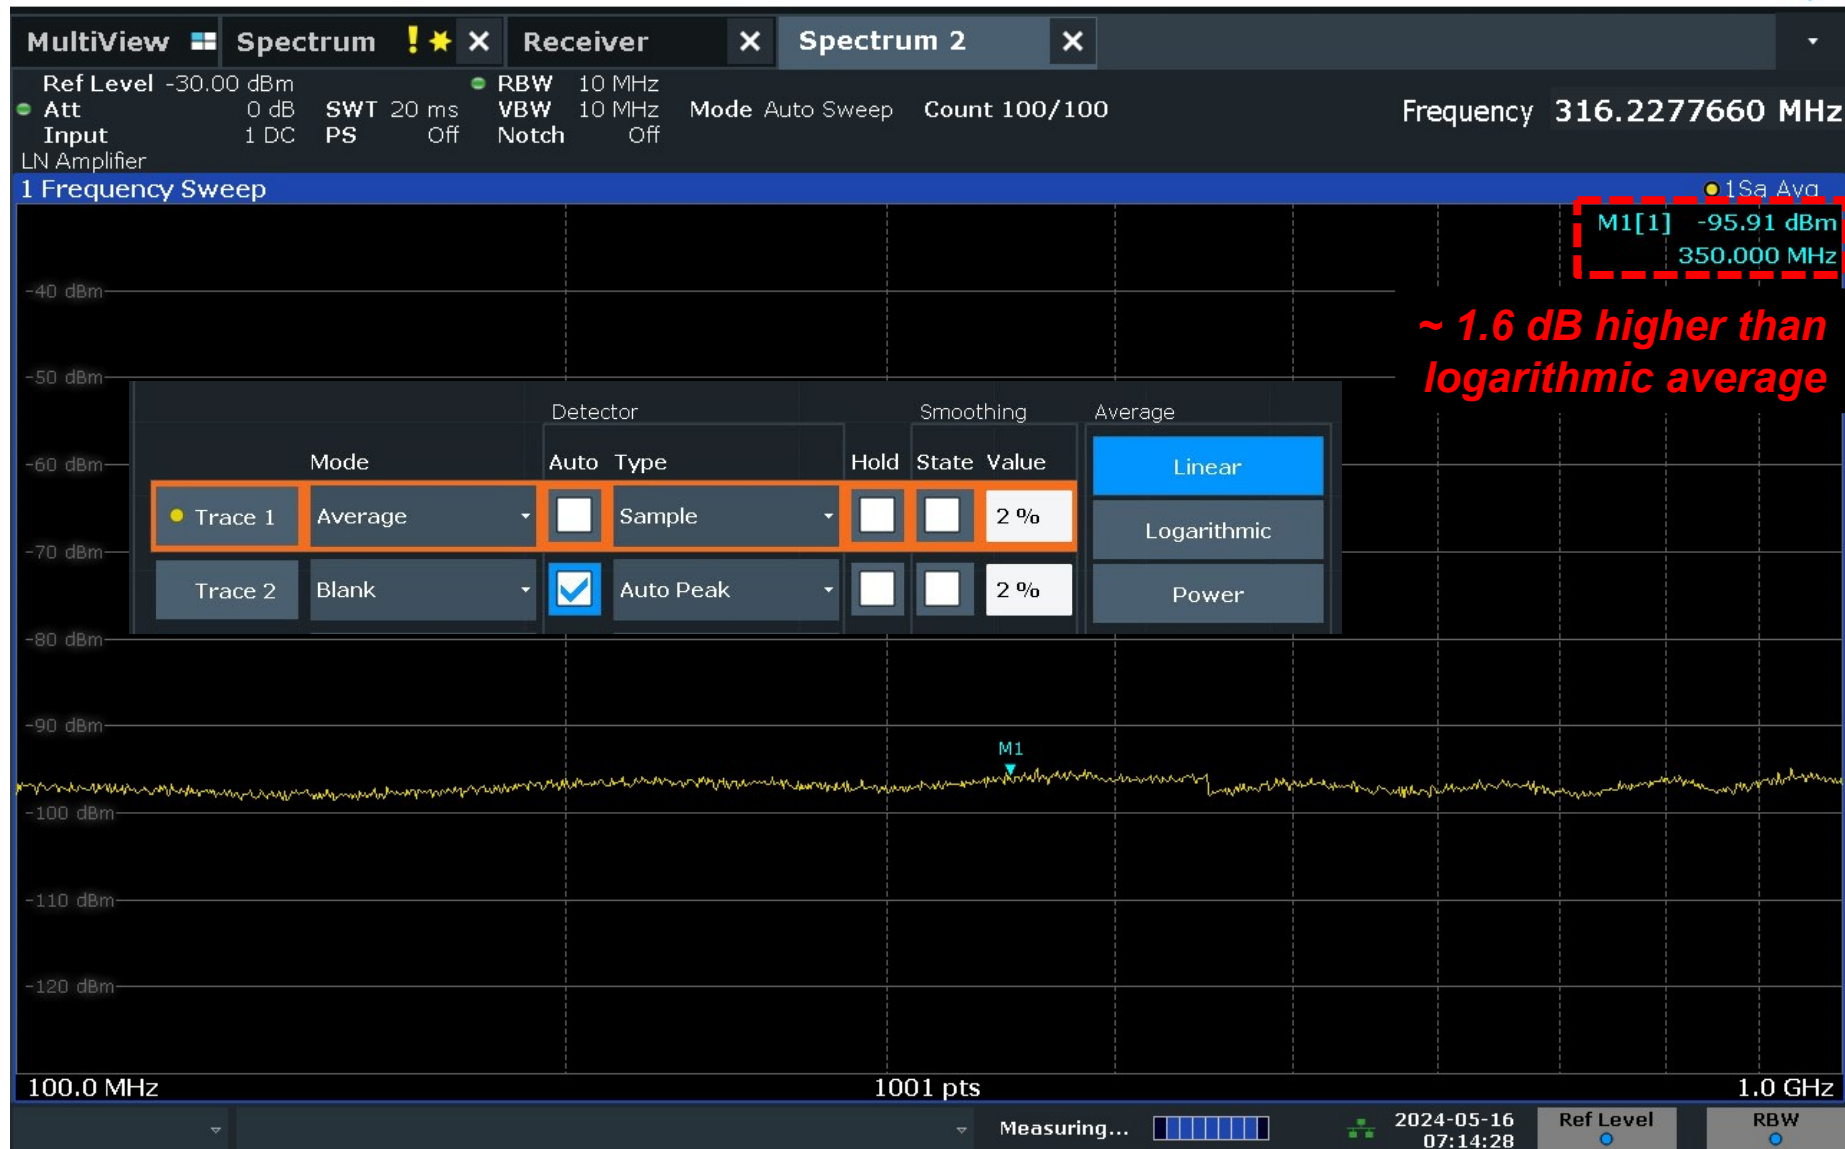 MultiView Spectrum ! Receiver X Spectrum 2 X
Ref Level -30.00 dBm RBW 10 MHz
Att 0 dB SWT 20 ms VBW 10 MHz Mode Auto Sweep Count 100/100 Frequency 316.2277660 MHz
Input 1 DC PS Off Notch Off
LN Amplifier
1 Frequency Sweep 1Sa Avg
M1[1] -95.91 dBm
350.000 MHz
-40 dBm
~ 1.6 dB higher than
logarithmic average
-50 dBm
Detector Smoothing Average
-60 dBm Mode Auto Type Hold State Value Linear
Trace 1 Average Sample 2 % Logarithmic
-70 dBm
Trace 2 Blank Auto Peak 2 % Power
-80 dBm
-90 dBm
M1
-100 dBm
-110 dBm
-120 dBm
100.0 MHz 1001 pts 1.0 GHz
Measuring... 2024-05-16 Ref Level RBW
07:14:28